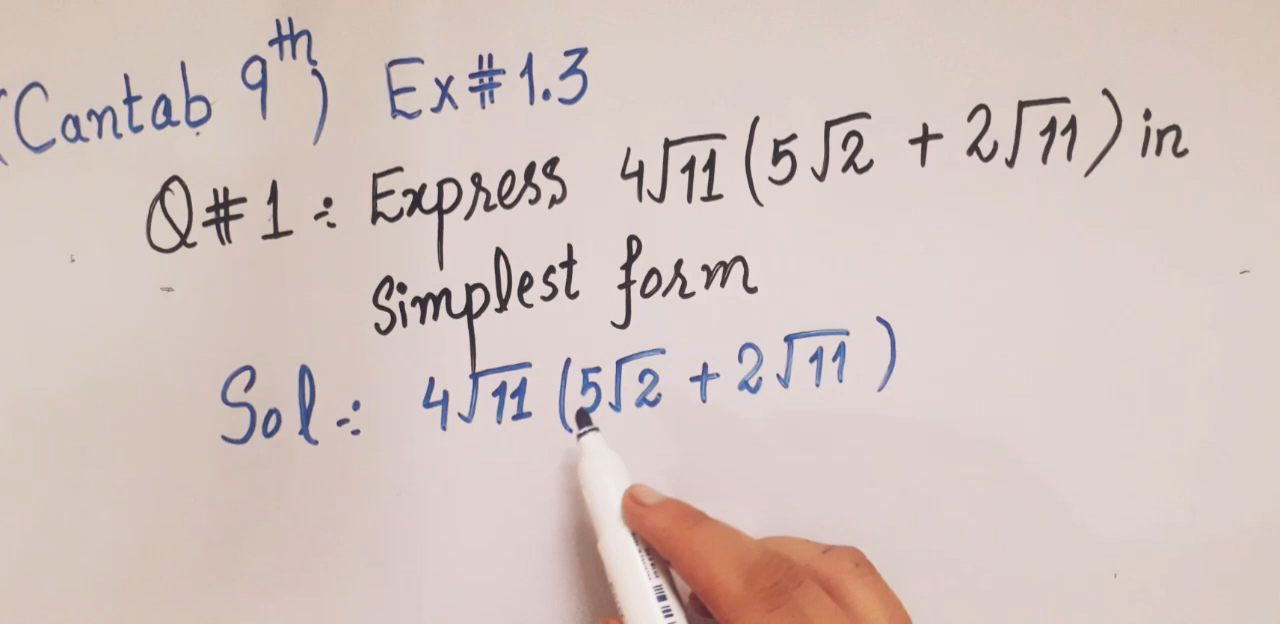 (Cantab 9th) Ex#1.3
Q#1÷ Express 4√11(5√2 + 2√11) in
Simplest form
Sol÷ 4√11 (5√2 + 2√11)